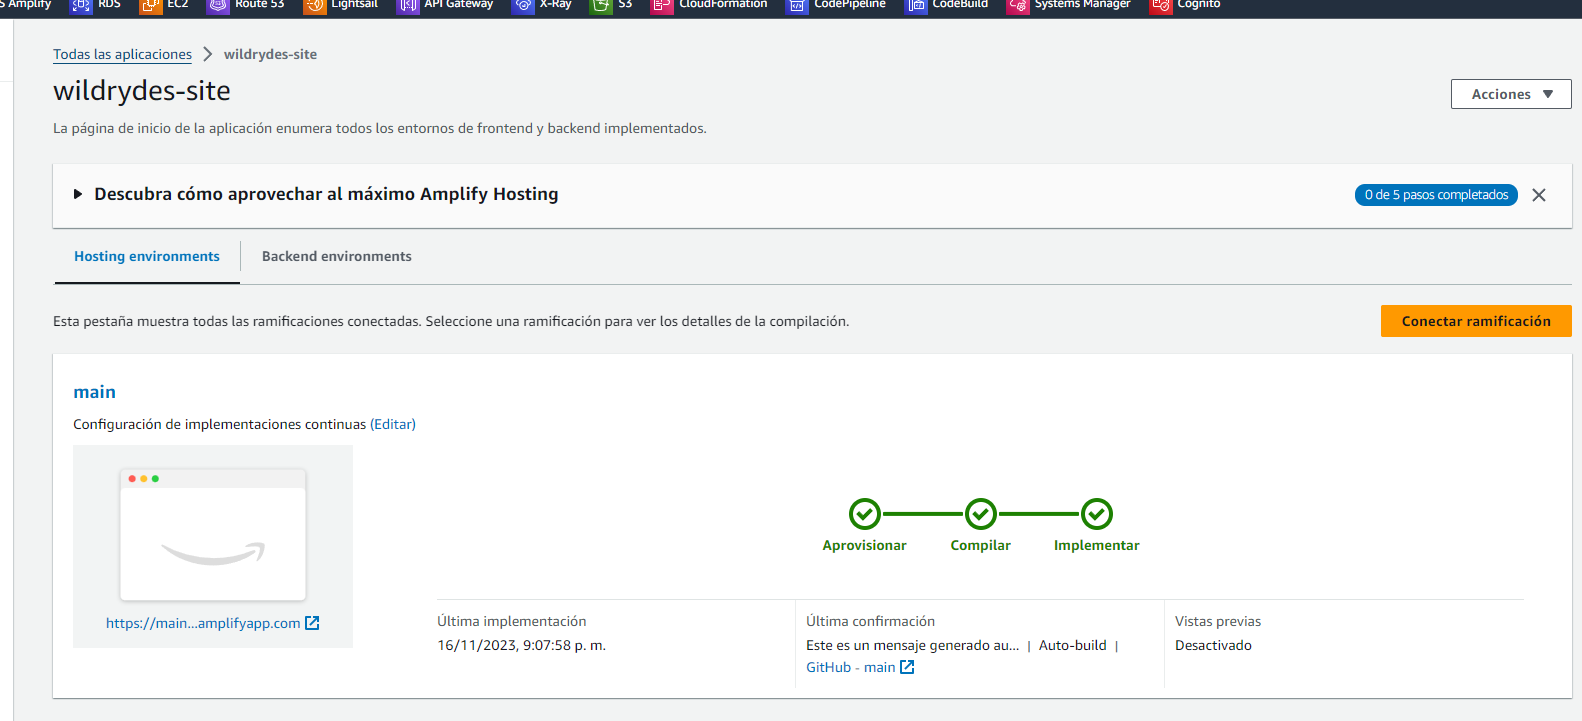 S Amplify RDS EC2 Route 53 Lightsail API Gateway X-Ray S3 CloudFormation CodePipeline CodeBuild Systems Manager Cognito
Todas las aplicaciones > wildrydes-site
wildrydes-site
Acciones
La página de inicio de la aplicación enumera todos los entornos de frontend y backend implementados.
Descubra cómo aprovechar al máximo Amplify Hosting
0 de 5 pasos completados
Hosting environments
Backend environments
Esta pestaña muestra todas las ramificaciones conectadas. Seleccione una ramificación para ver los detalles de la compilación.
Conectar ramificación
main
Configuración de implementaciones continuas (Editar)
https://main...amplifyapp.com
Aprovisionar
Compilar
Implementar
Última implementación
16/11/2023, 9:07:58 p. m.
Última confirmación
Este es un mensaje generado au... | Auto-build |
GitHub - main
Vistas previas
Desactivado